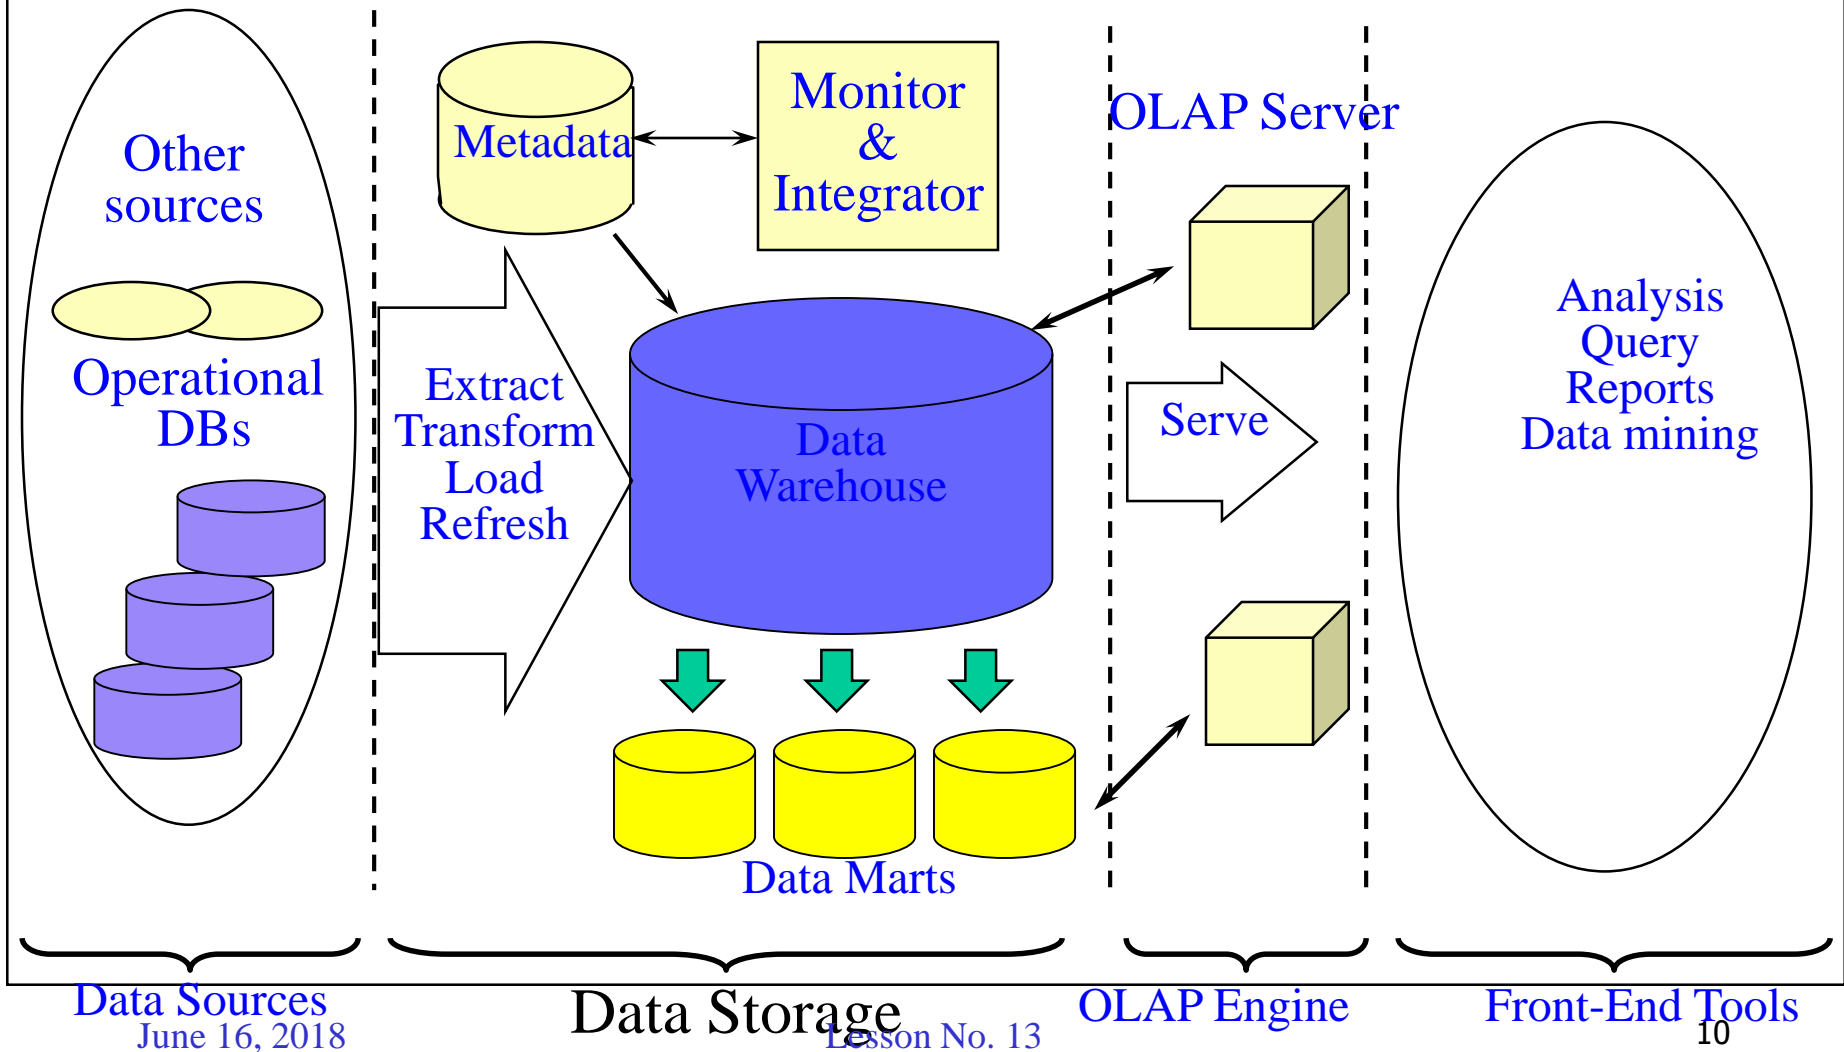 Other
sources
Operational
DBs
Metadata
Monitor
&
Integrator
OLAP Server
Extract
Transform
Load
Refresh
Data
Warehouse
Serve
Analysis
Query
Reports
Data mining
Data Marts
Data Sources
Data Storage
OLAP Engine
Front-End Tools
June 16, 2018
Lesson No. 13
10